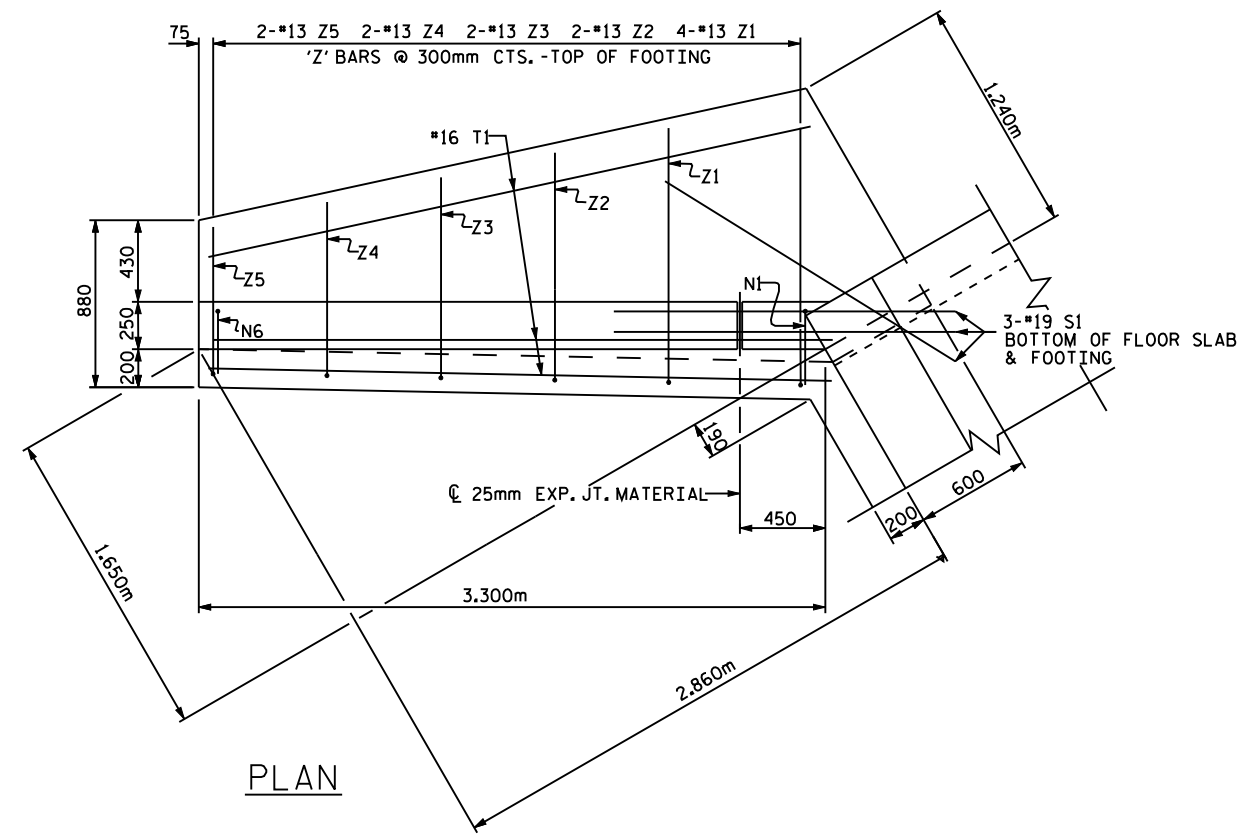 75
2-#13 Z5 2-#13 Z4 2-#13 Z3 2-#13 Z2 4-#13 Z1
'Z' BARS @ 300mm CTS.-TOP OF FOOTING
1.240m
#16 T1
Z1
Z2
Z3
Z4
Z5
430
880
250
200
N6
N1
3-#19 S1
BOTTOM OF FLOOR SLAB
& FOOTING
190
℄ 25mm EXP. JT. MATERIAL
450
200
600
1.650m
3.300m
2.860m
PLAN